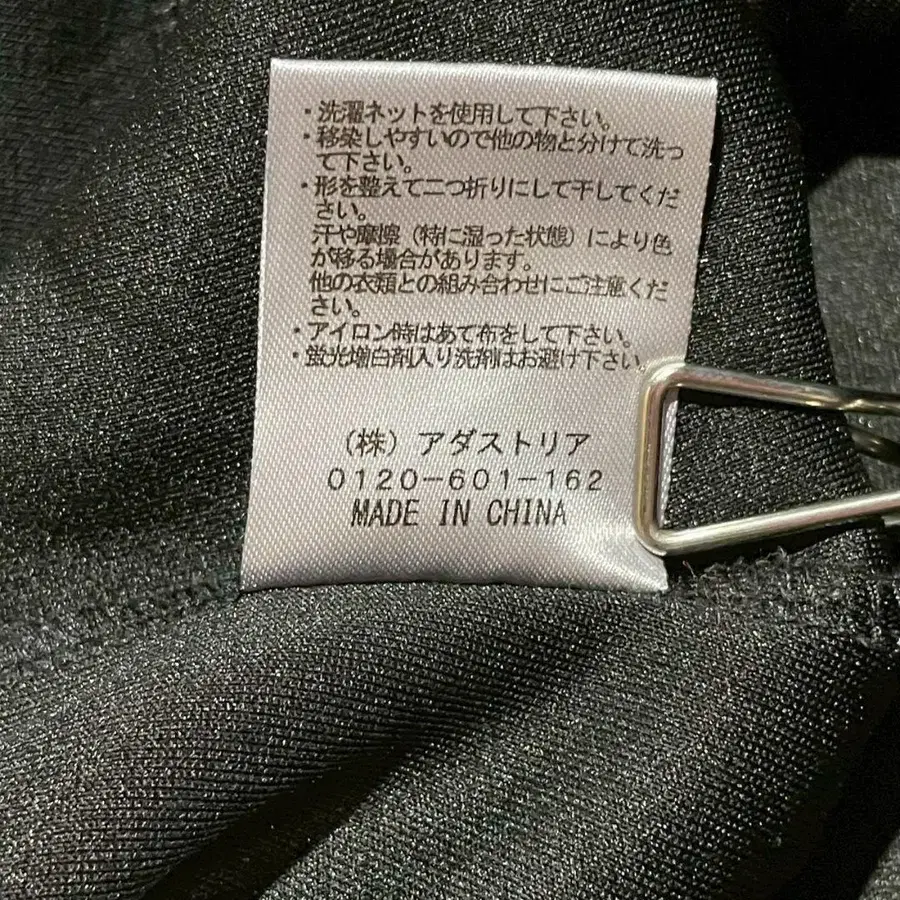 ・洗濯ネットを使用して下さい。
・移染しやすいので他の物と分けて洗っ
て下さい。
・形を整えて二つ折りにして干してくだ
さい。
汗や摩擦（特に湿った状態）により色
が移る場合があります。
他の衣類との組み合わせにご注意くだ
さい。
・アイロン時はあて布をして下さい。
・蛍光増白剤入り洗剤はお避け下さい。
（株）アダストリア
0120-601-162
MADE IN CHINA